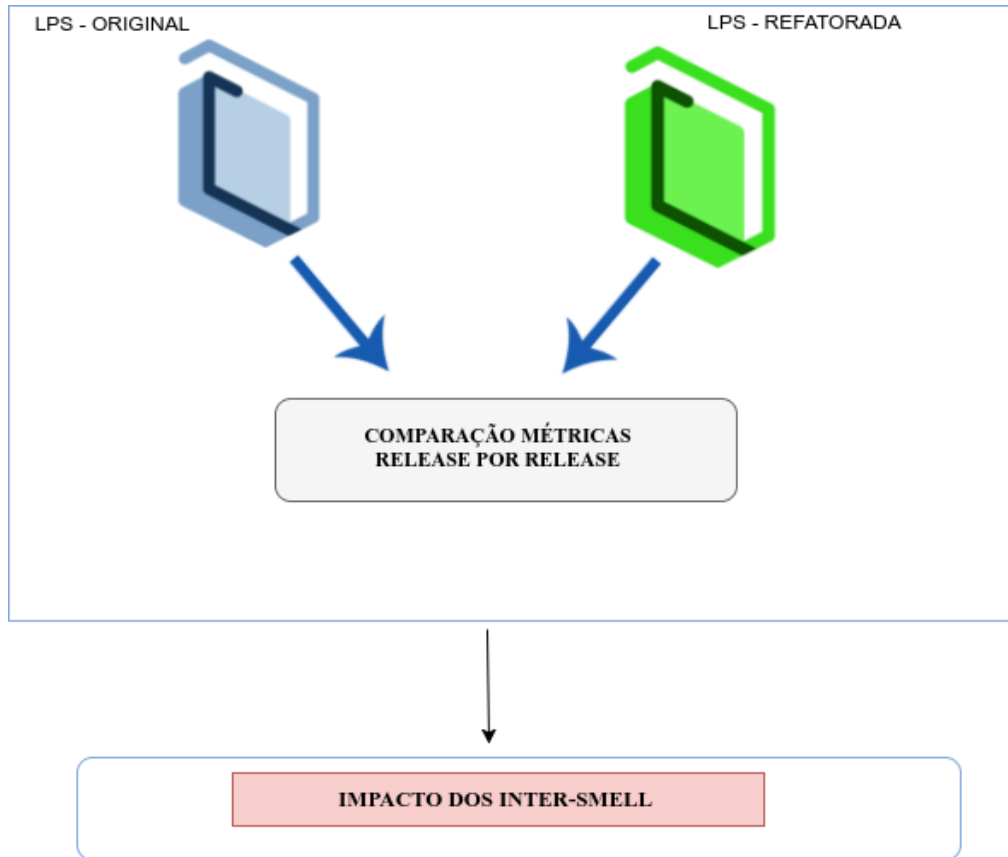 LPS - ORIGINAL
LPS - REFATORADA
COMPARAÇÃO MÉTRICAS
RELEASE POR RELEASE
IMPACTO DOS INTER-SMELL